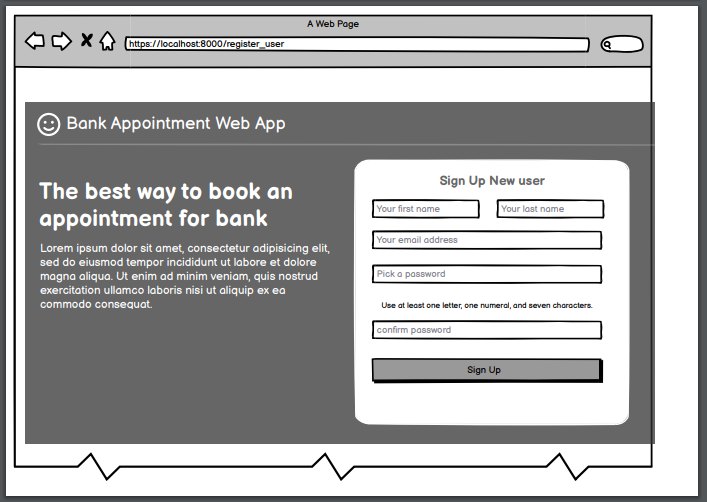 A Web Page
https://localhost:8000/register_user
Bank Appointment Web App
The best way to book an
appointment for bank
Lorem ipsum dolor sit amet, consectetur adipisicing elit,
sed do eiusmod tempor incididunt ut labore et dolore
magna aliqua. Ut enim ad minim veniam, quis nostrud
exercitation ullamco laboris nisi ut aliquip ex ea
commodo consequat.
Sign Up New user
Your first name Your last name
Your email address
Pick a password
Use at least one letter, one numeral, and seven characters.
confirm password
Sign Up